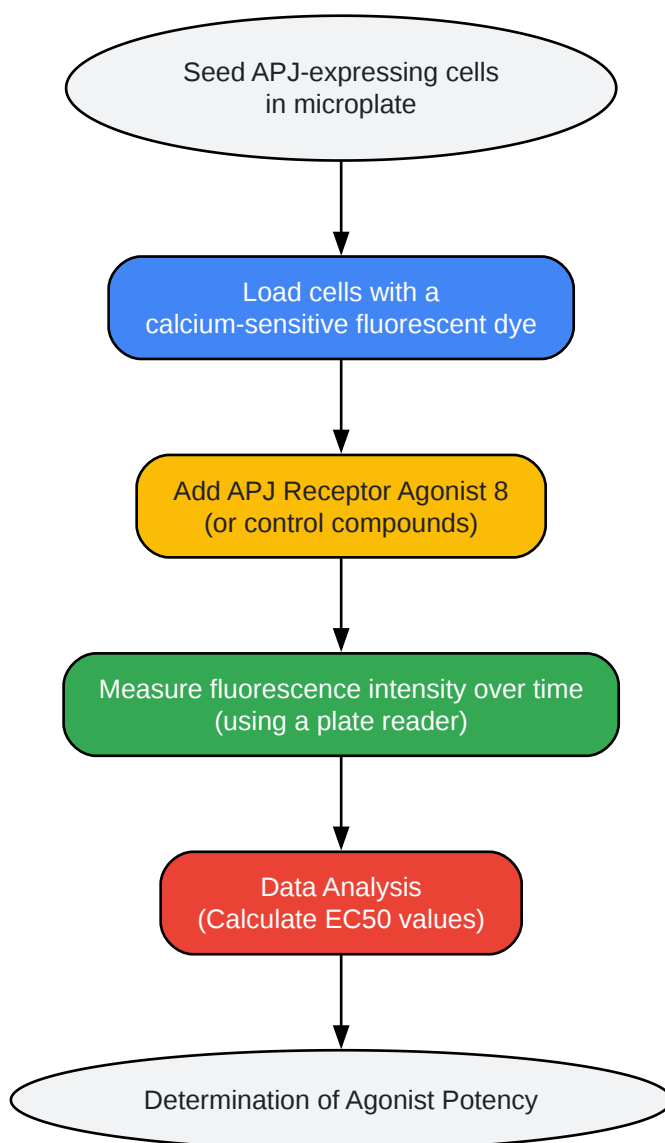 Seed APJ-expressing cells
in microplate
Load cells with a
calcium-sensitive fluorescent dye
Add APJ Receptor Agonist 8
(or control compounds)
Measure fluorescence intensity over time
(using a plate reader)
Data Analysis
(Calculate EC50 values)
Determination of Agonist Potency